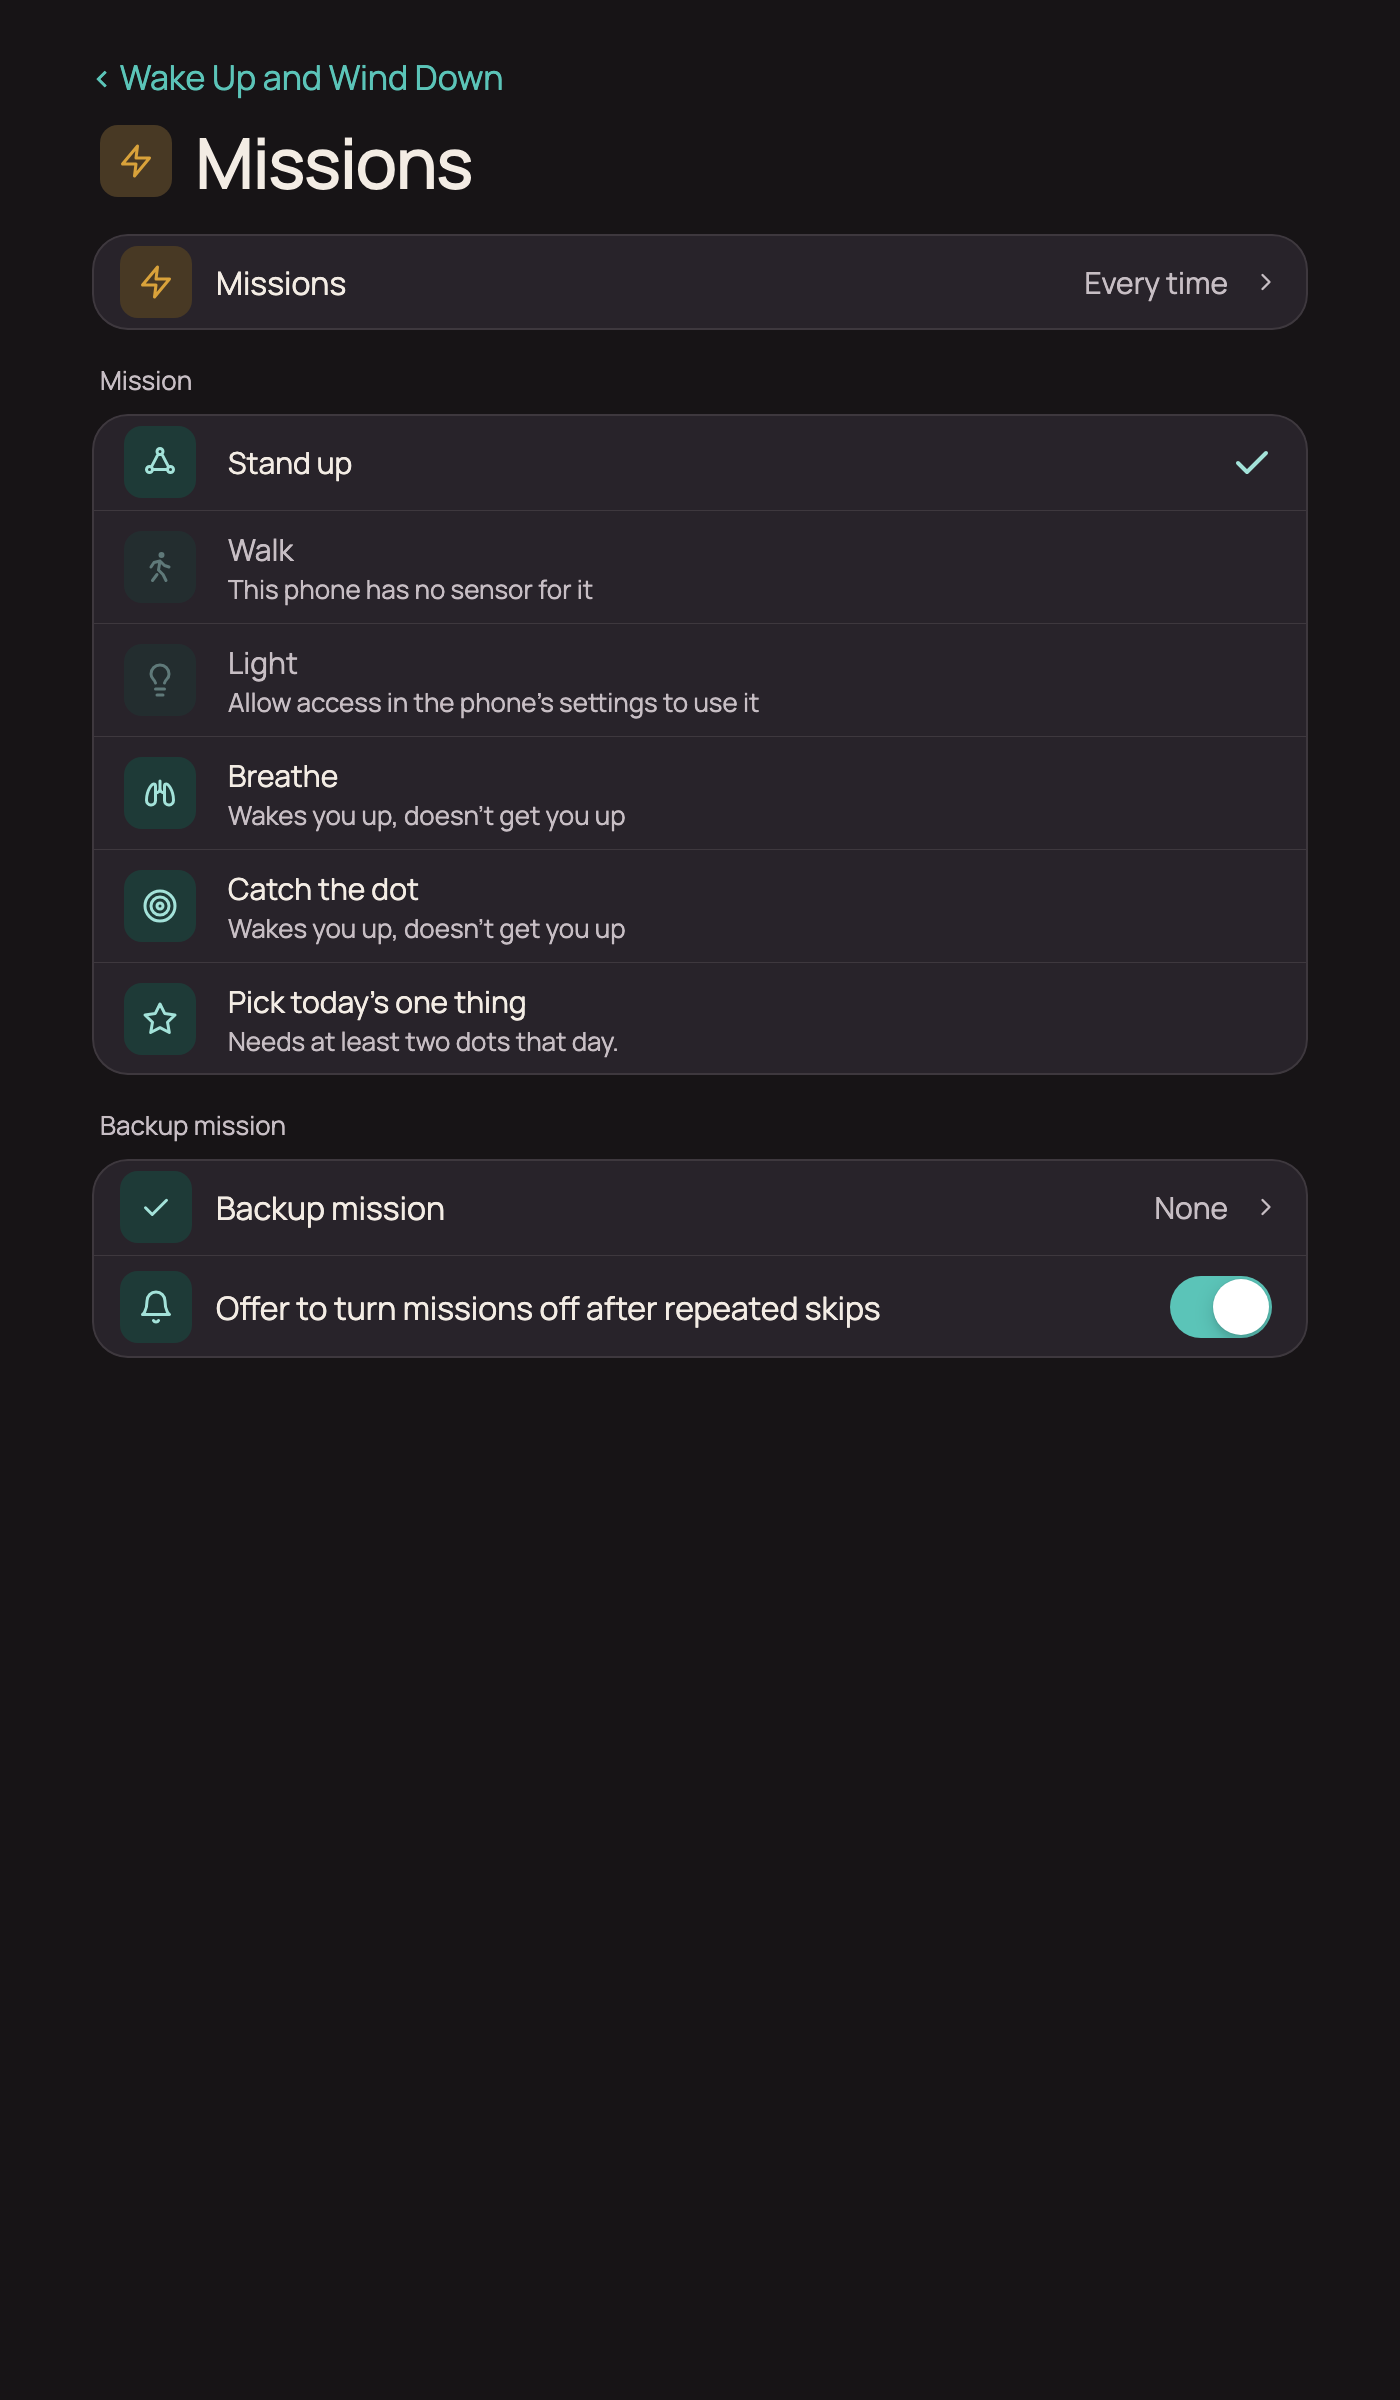 Wake Up and Wind Down
Missions
Missions
Every time
Mission
Stand up
Walk
This phone has no sensor for it
Light
Allow access in the phone’s settings to use it
Breathe
Wakes you up, doesn’t get you up
Catch the dot
Wakes you up, doesn’t get you up
Pick today’s one thing
Needs at least two dots that day.
Backup mission
Backup mission
None
Offer to turn missions off after repeated skips